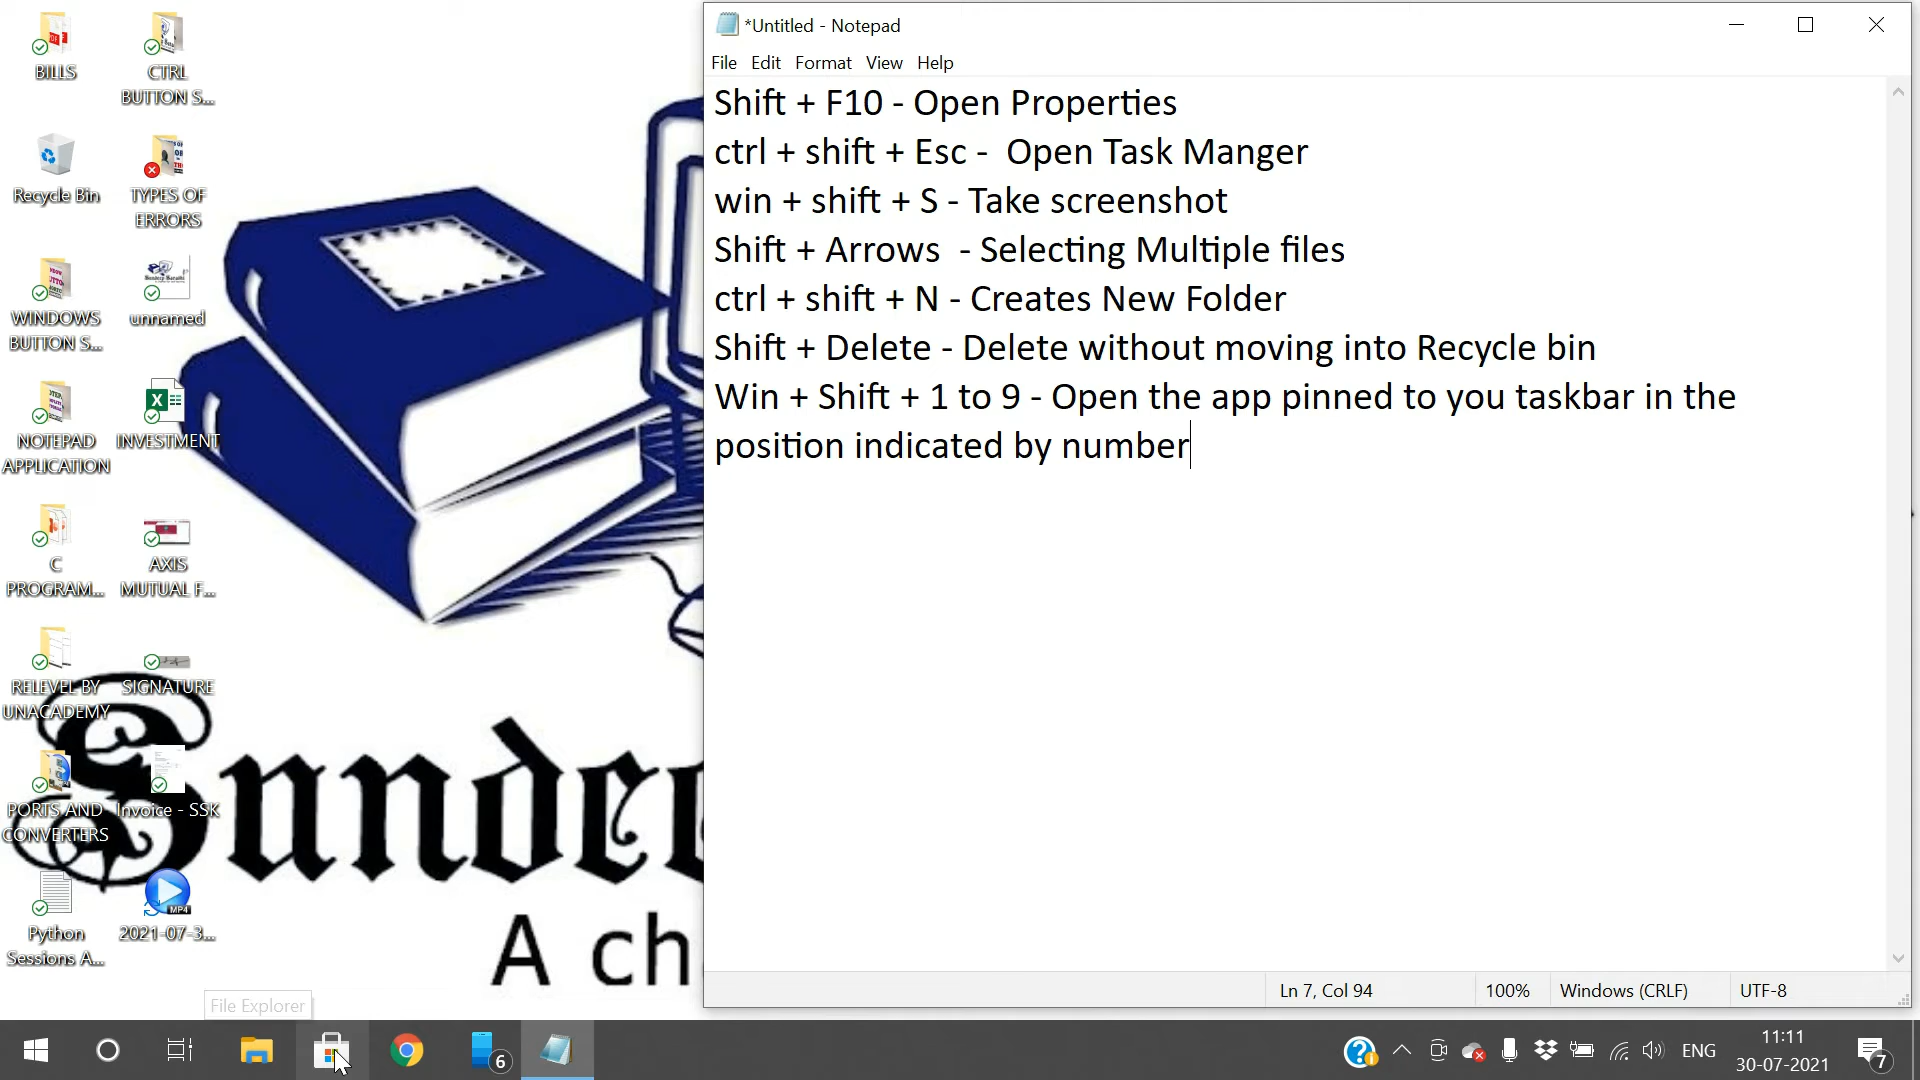 *Untitled - Notepad
File Edit Format View Help
Shift + F10 - Open Properties
ctrl + shift + Esc -  Open Task Manger
win + shift + S - Take screenshot
Shift + Arrows  - Selecting Multiple files
ctrl + shift + N - Creates New Folder
Shift + Delete - Delete without moving into Recycle bin
Win + Shift + 1 to 9 - Open the app pinned to you taskbar in the
position indicated by number
Ln 7, Col 94
100%
Windows (CRLF)
UTF-8
BILLS
CTRL
BUTTON S...
Recycle Bin
TYPES OF
ERRORS
WINDOWS
BUTTON S...
unnamed
NOTEPAD
APPLICATION
INVESTMENT
C
PROGRAM...
AXIS
MUTUAL F...
RELEVEL BY
UNACADEMY
SIGNATURE
PORTS AND
CONVERTERS
Invoice - SSK
Python
Sessions A...
2021-07-3...
MP4
A ch
File Explorer
6
ENG
11:11
30-07-2021
7